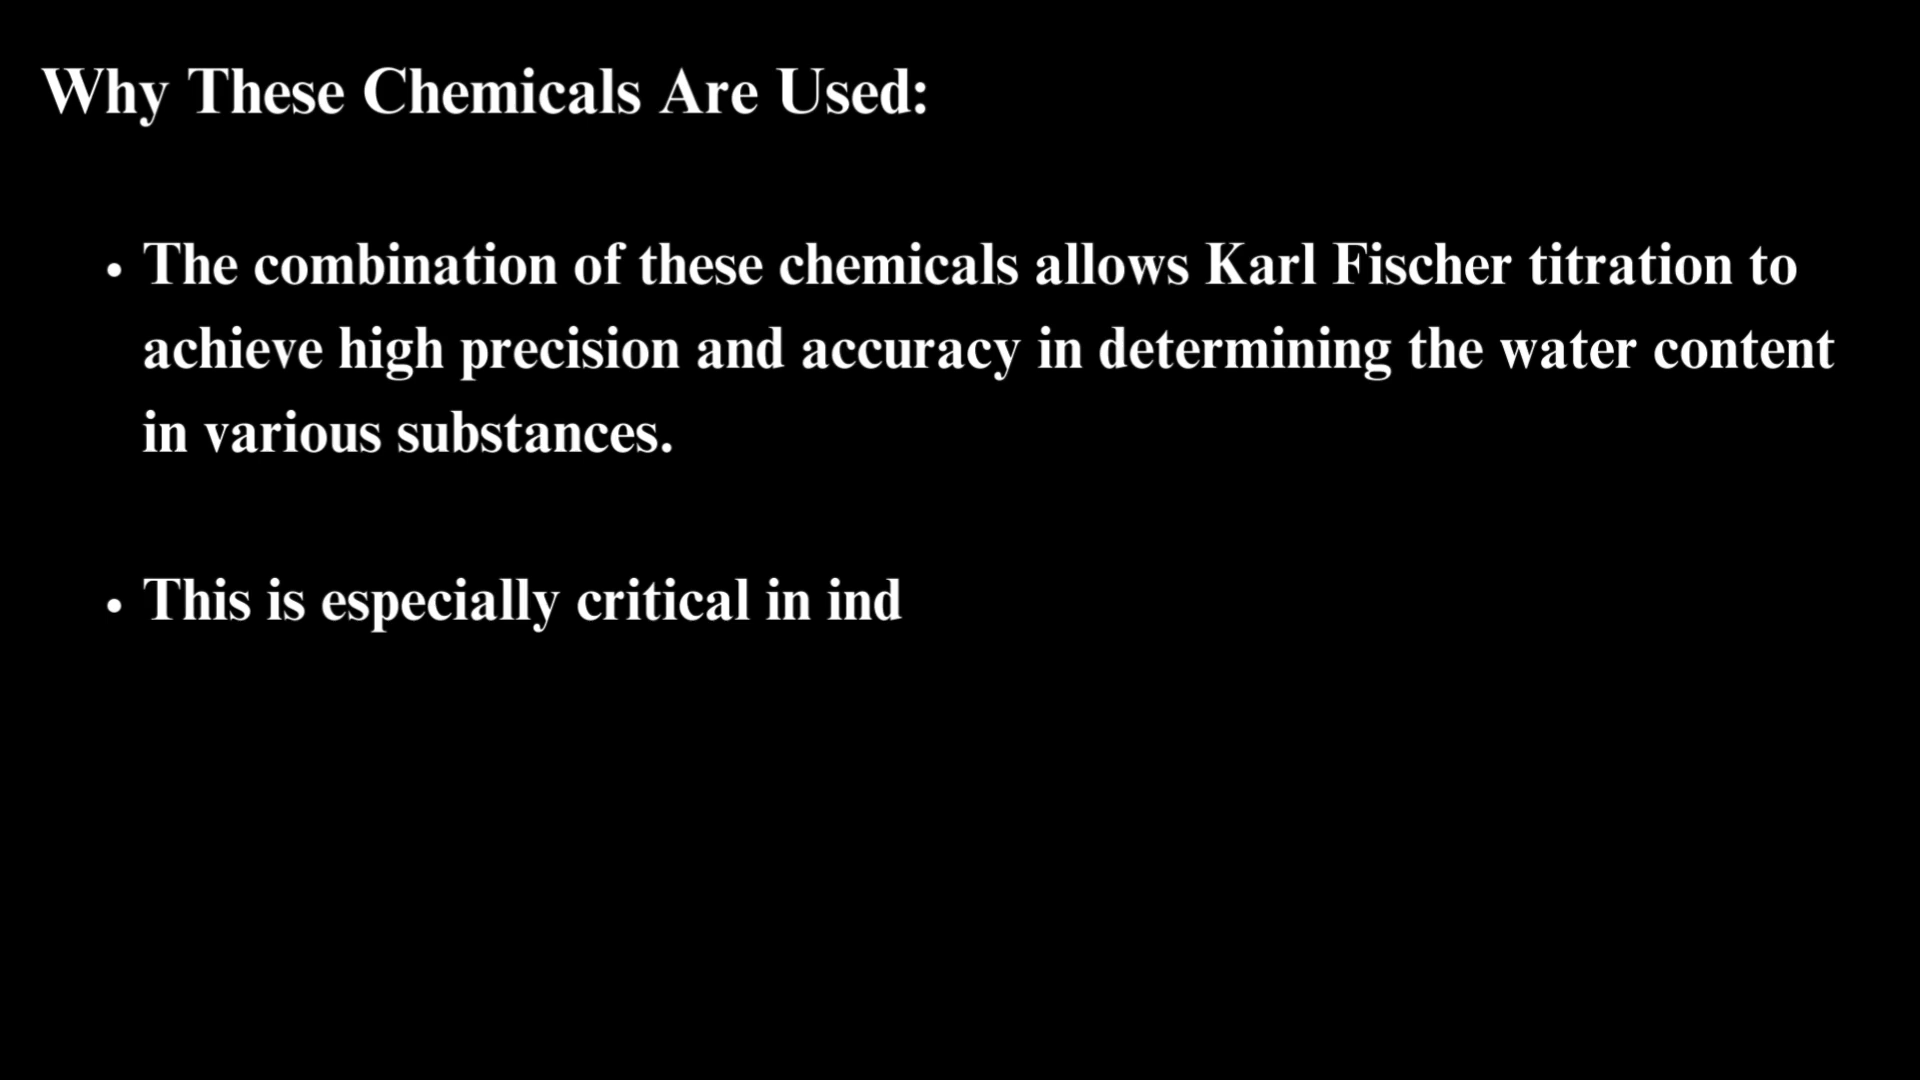 Why These Chemicals Are Used:
• The combination of these chemicals allows Karl Fischer titration to
achieve high precision and accuracy in determining the water content
in various substances.
• This is especially critical in ind